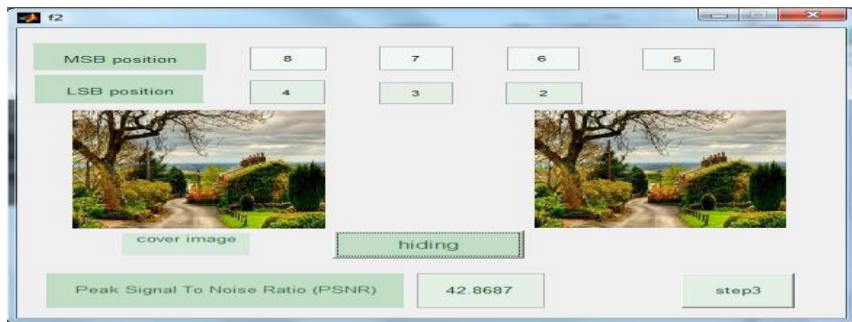 f2
MSB position 8 7 6 5
LSB position 4 3 2
cover image
hiding
Peak Signal To Noise Ratio (PSNR) 42.8687 step3